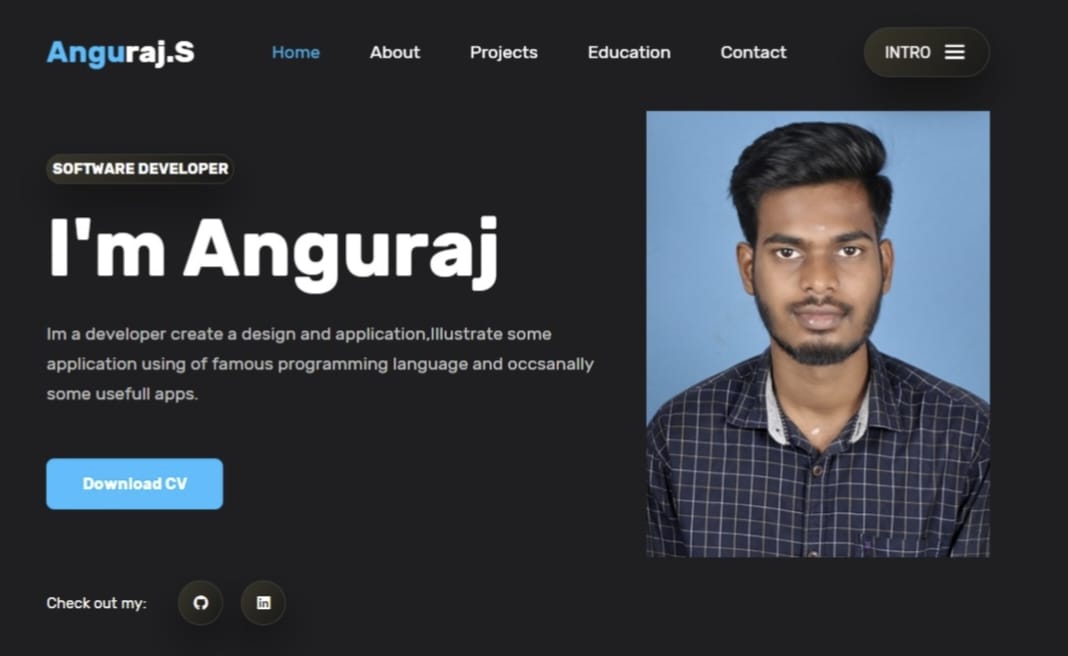 Anguraj.S
Home About Projects Education Contact
INTRO
SOFTWARE DEVELOPER
I'm Anguraj
Im a developer create a design and application,Illustrate some
application using of famous programming language and occsanally
some usefull apps.
Download CV
Check out my:
in